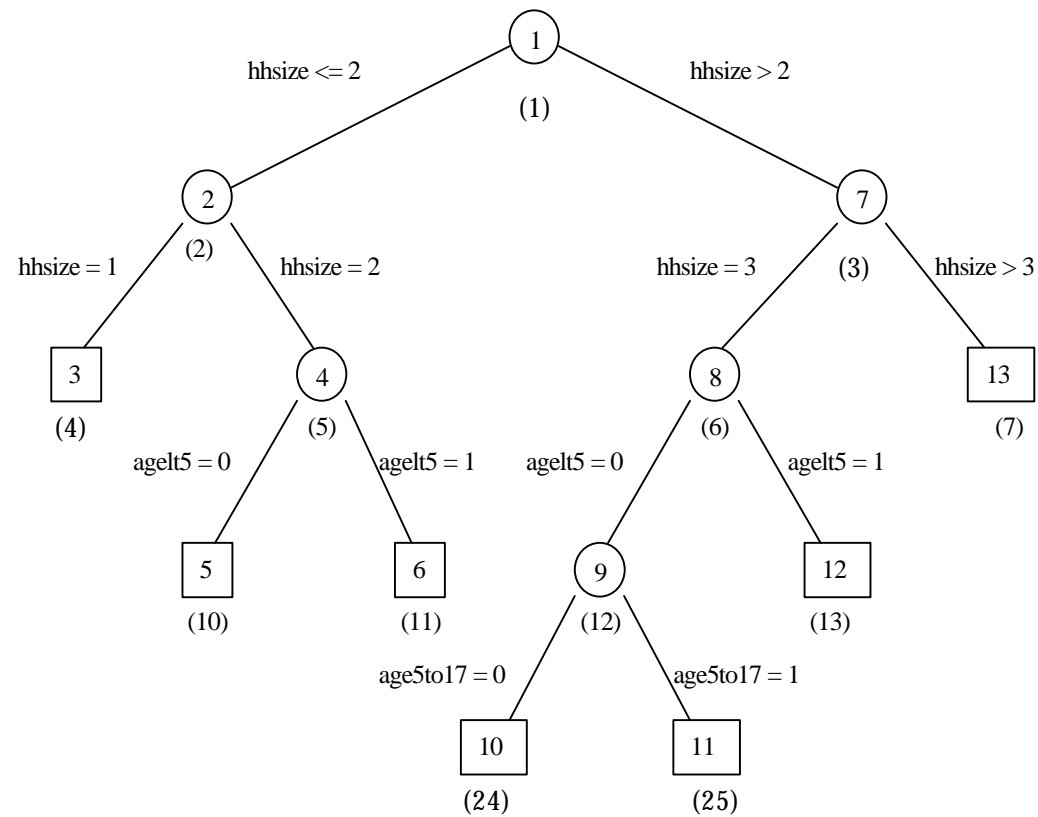 1
hhsize <= 2
hhsize > 2
(1)
2
7
(2)
(3)
hhsize = 1
hhsize = 2
hhsize = 3
hhsize > 3
3
4
8
13
(4)
(5)
(6)
(7)
agelt5 = 0
agelt5 = 1
agelt5 = 0
agelt5 = 1
5
6
9
12
(10)
(11)
(12)
(13)
age5to17 = 0
age5to17 = 1
10
11
(24)
(25)